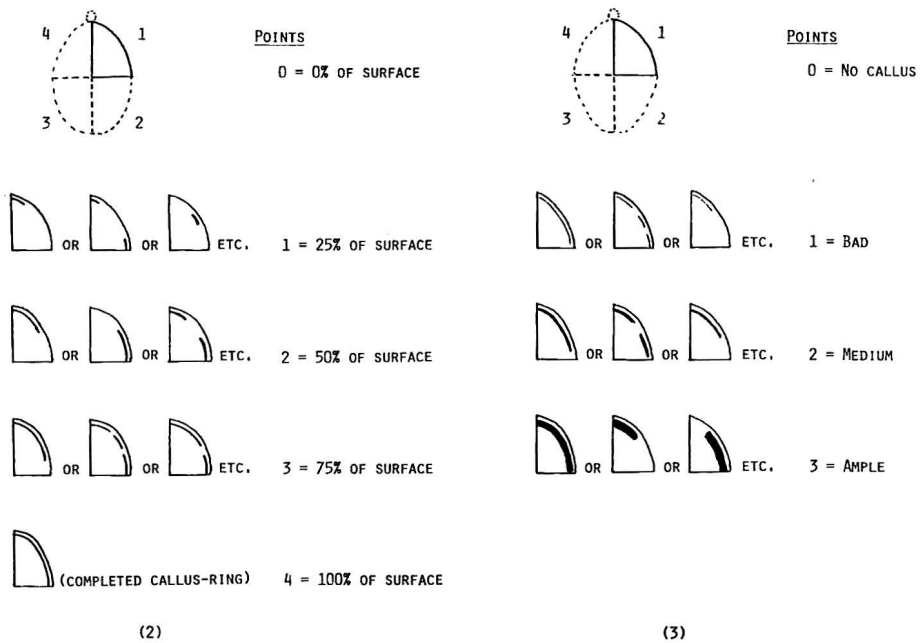 4 1
3 2
POINTS
0 = 0% OF SURFACE
OR OR ETC. 1 = 25% OF SURFACE
OR OR ETC. 2 = 50% OF SURFACE
OR OR ETC. 3 = 75% OF SURFACE
(COMPLETED CALLUS-RING) 4 = 100% OF SURFACE
(2)
4 1
3 2
POINTS
0 = NO CALLUS
OR OR ETC. 1 = BAD
OR OR ETC. 2 = MEDIUM
OR OR ETC. 3 = AMPLE
(3)